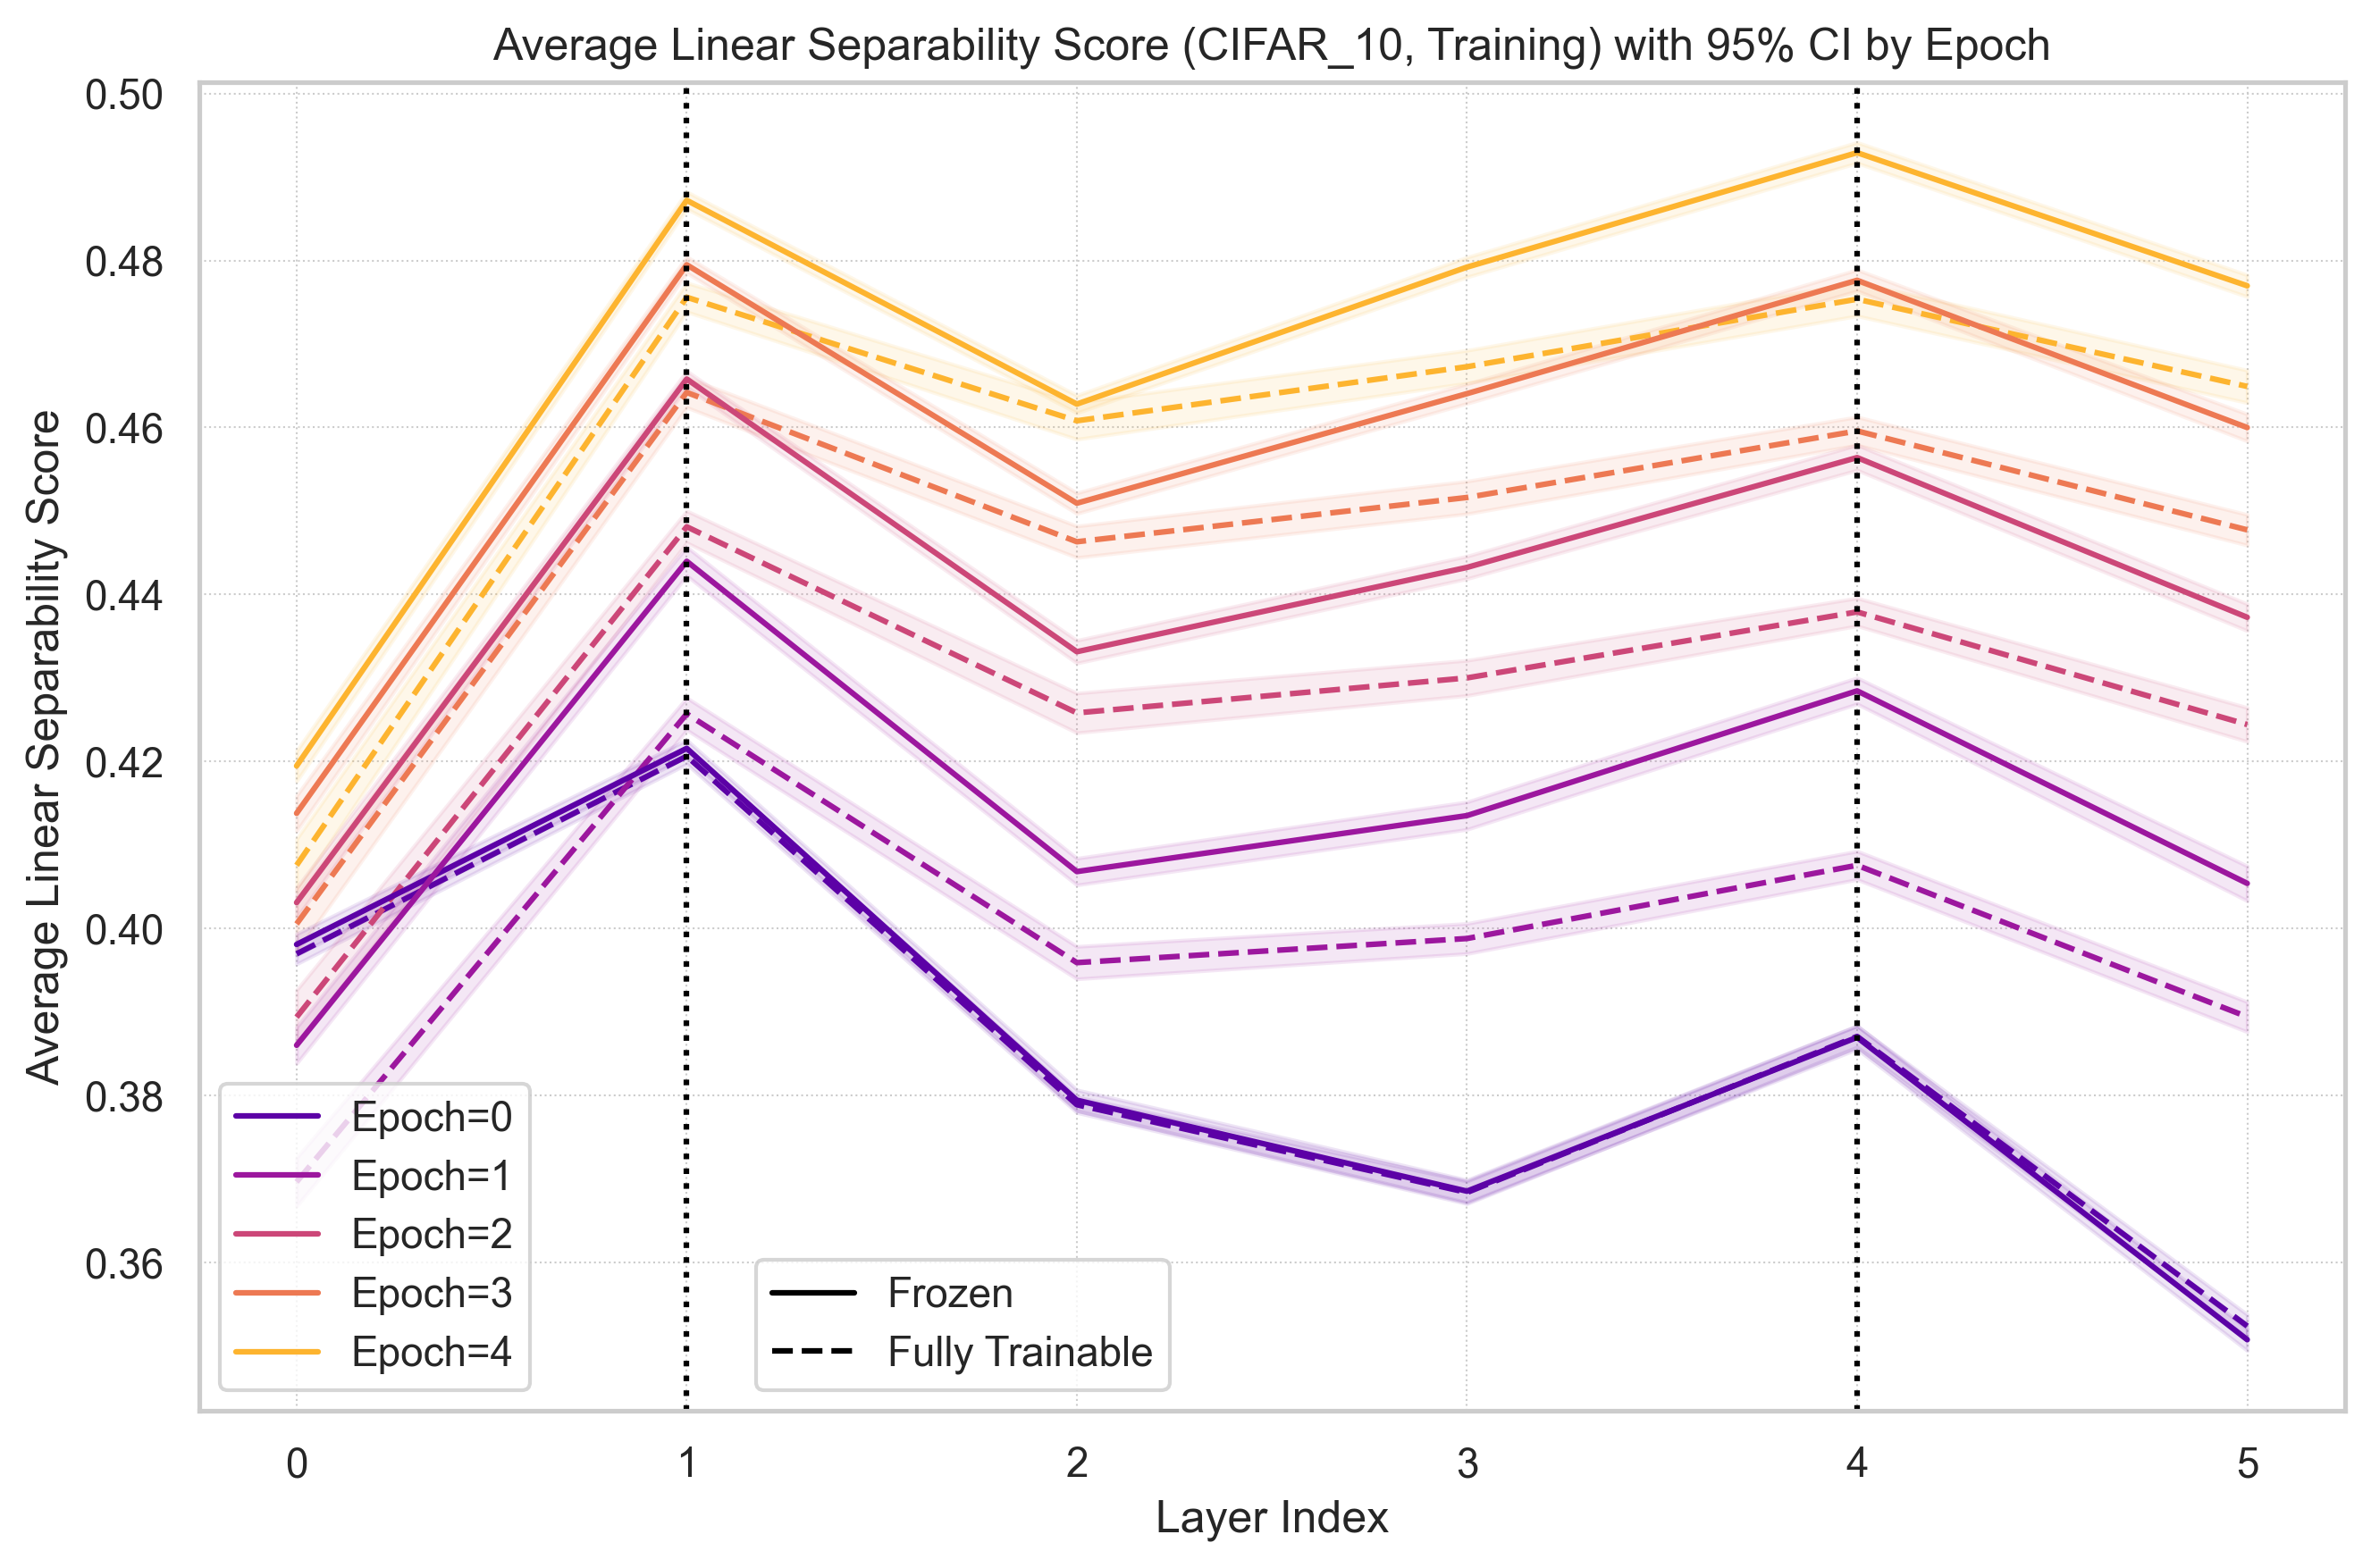 Average Linear Separability Score (CIFAR_10, Training) with 95% CI by Epoch
Average Linear Separability Score
0.50
0.48
0.46
0.44
0.42
0.40
0.38
0.36
Epoch=0
Epoch=1
Epoch=2
Epoch=3
Epoch=4
Frozen
Fully Trainable
0 1 2 3 4 5
Layer Index